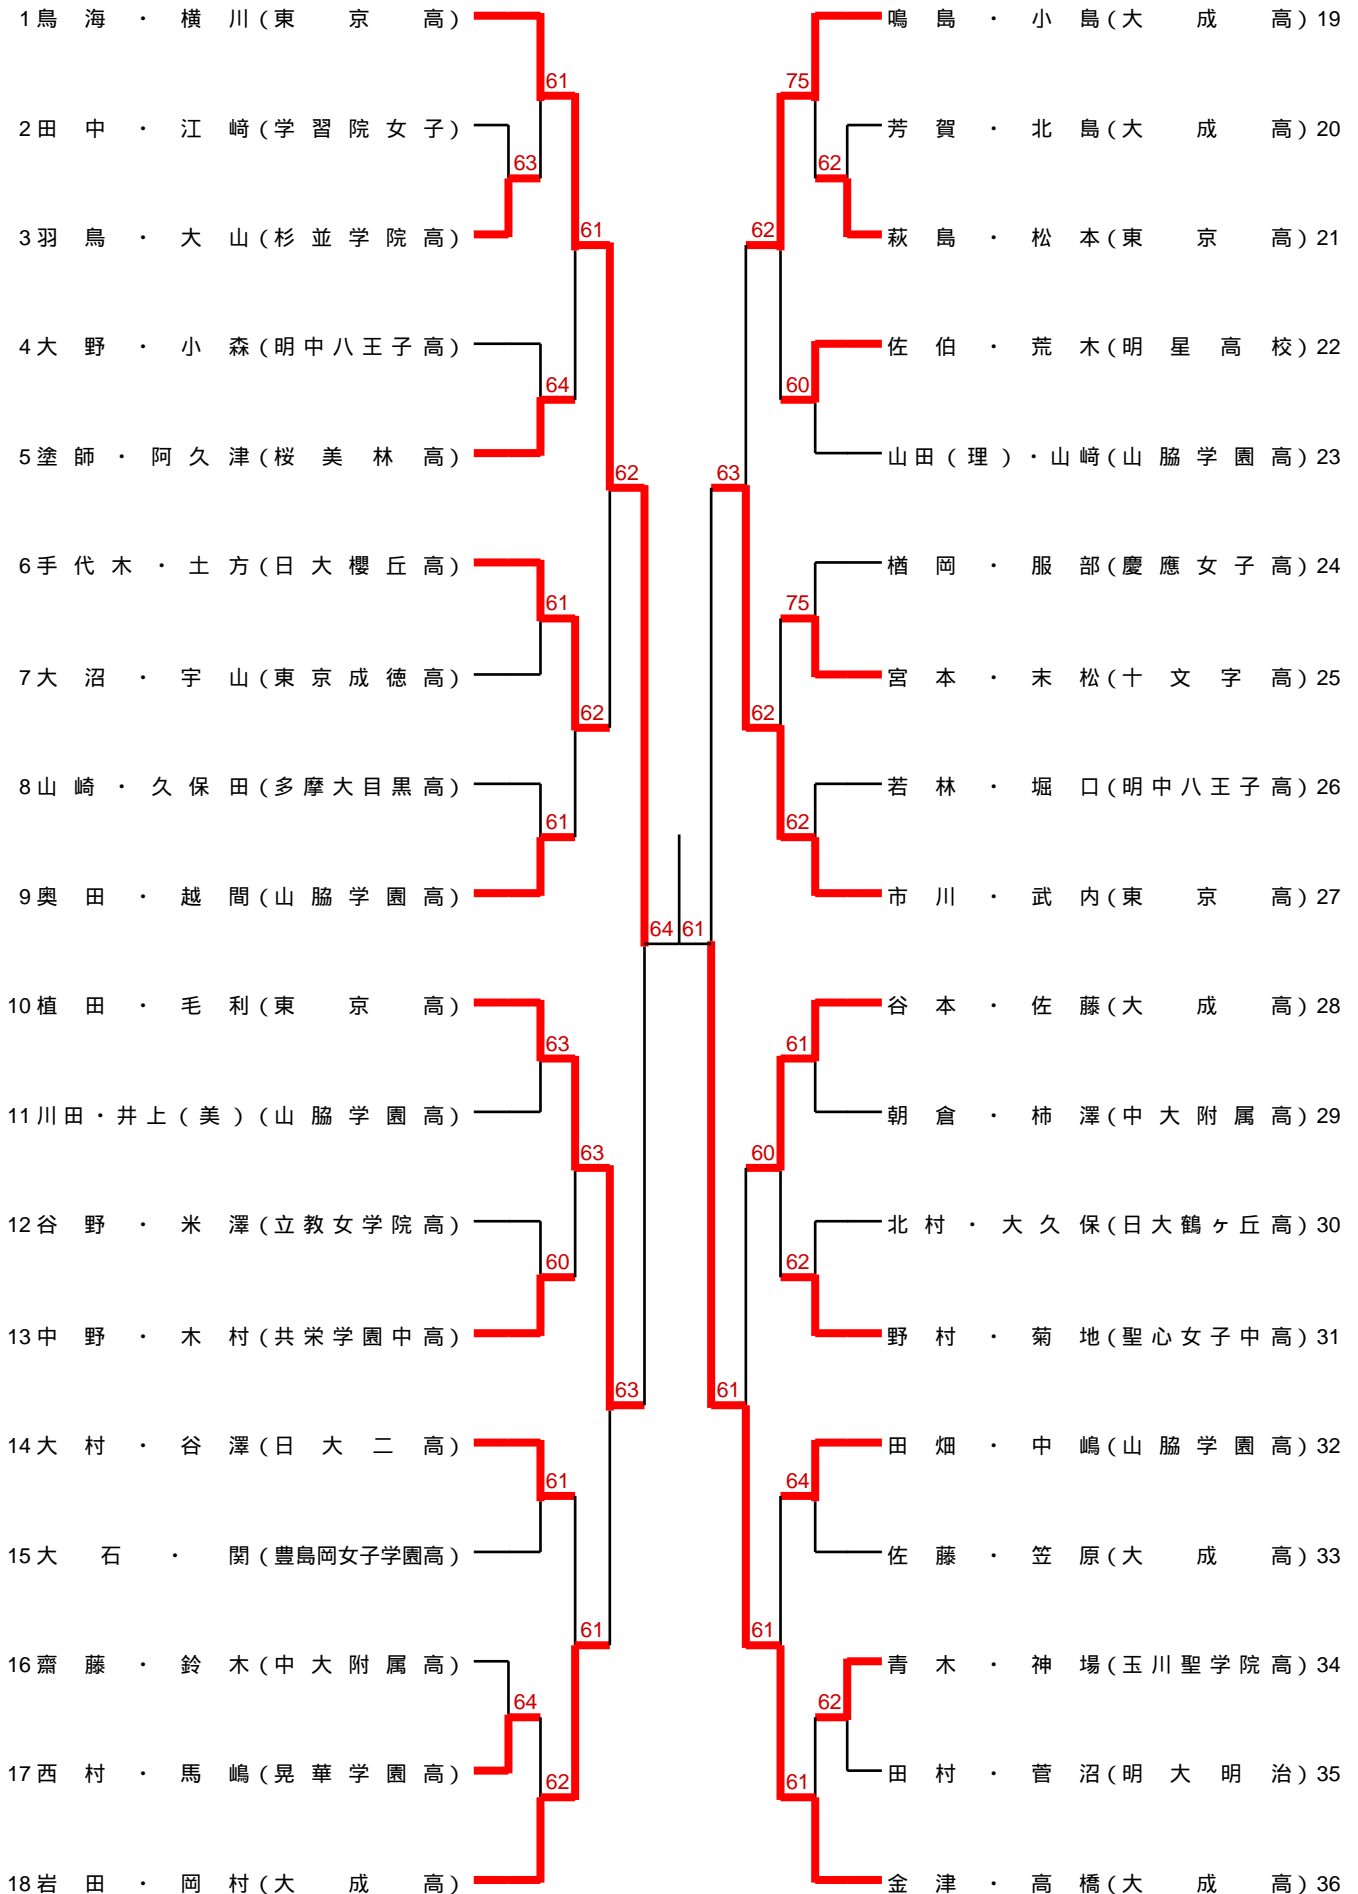 1 鳥海・横川(東京高)
61
2 田中・江﨑(学習院女子)
63
3 羽鳥・大山(杉並学院高)
61
4 大野・小森(明中八王子高)
64
5 塗師・阿久津(桜美林高)
62
6 手代木・土方(日大櫻丘高)
61
7 大沼・宇山(東京成徳高)
62
8 山崎・久保田(多摩大目黒高)
61
9 奥田・越間(山脇学園高)
64 61
10 植田・毛利(東京高)
63
11 川田・井上(美)(山脇学園高)
63
12 谷野・米澤(立教女学院高)
60
13 中野・木村(共栄学園中高)
63
14 大村・谷澤(日大二高)
61
15 大石・関(豊島岡女子学園高)
61
16 齋藤・鈴木(中大附属高)
64
17 西村・馬嶋(晃華学園高)
62
18 岩田・岡村(大成高)
鳴島・小島(大成高) 19
75
芳賀・北島(大成高) 20
62
萩島・松本(東京高) 21
62
佐伯・荒木(明星高校) 22
60
山田(理)・山﨑(山脇学園高) 23
63
楢岡・服部(慶應女子高) 24
75
宮本・末松(十文字高) 25
62
若林・堀口(明中八王子高) 26
62
市川・武内(東京高) 27
谷本・佐藤(大成高) 28
61
朝倉・柿澤(中大附属高) 29
60
北村・大久保(日大鶴ヶ丘高) 30
62
野村・菊地(聖心女子中高) 31
61
田畑・中嶋(山脇学園高) 32
64
佐藤・笠原(大成高) 33
61
青木・神場(玉川聖学院高) 34
62
田村・菅沼(明大明治) 35
61
金津・高橋(大成高) 36